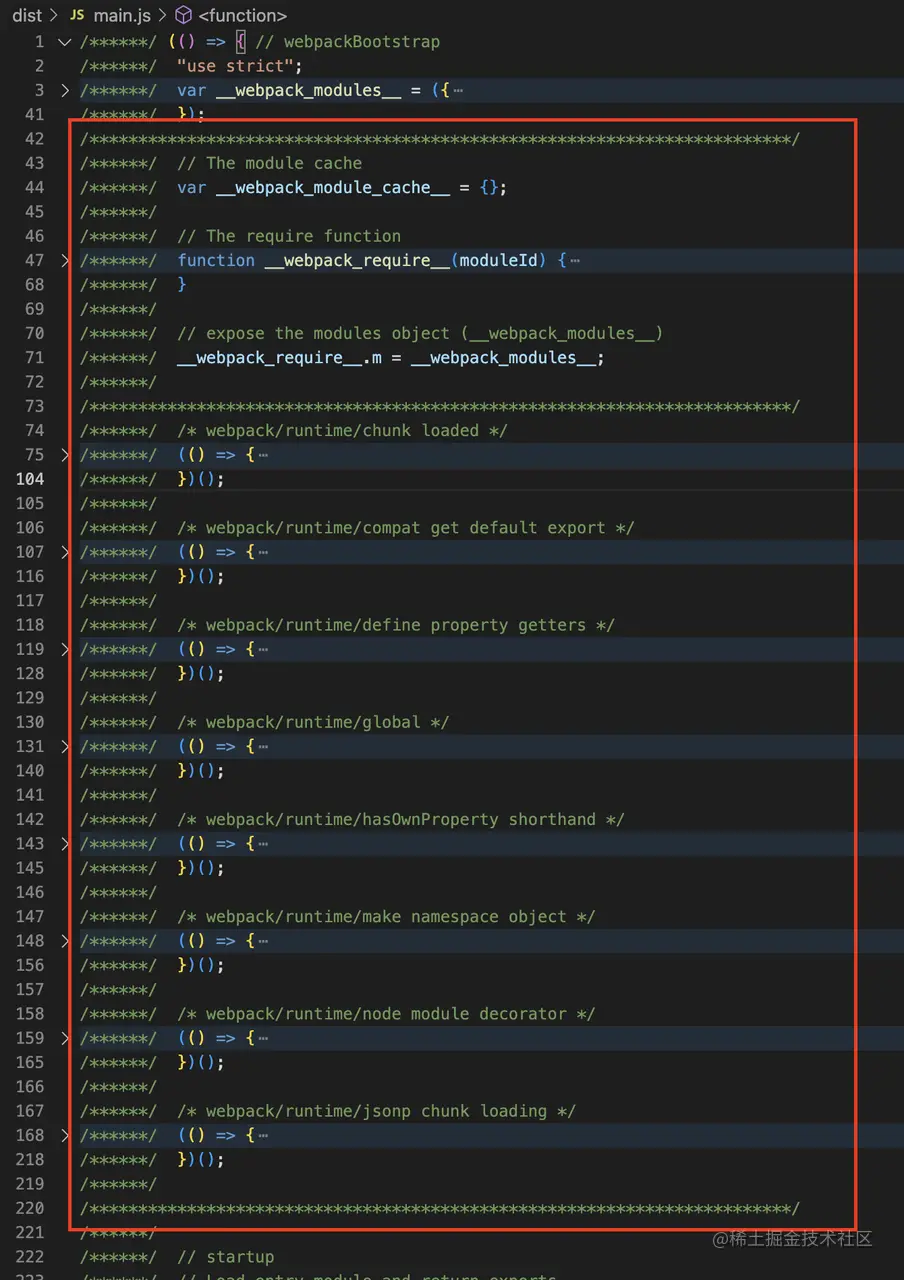 dist > JS main.js > <function>
1 /******/ (() => { // webpackBootstrap
2 /******/ "use strict";
3 /******/ var __webpack_modules__ = ({⋯
41 /******/ });
42 /************************************************************************/
43 /******/ // The module cache
44 /******/ var __webpack_module_cache__ = {};
45 /******/
46 /******/ // The require function
47 /******/ function __webpack_require__(moduleId) {⋯
68 /******/ }
69 /******/
70 /******/ // expose the modules object (__webpack_modules__)
71 /******/ __webpack_require__.m = __webpack_modules__;
72 /******/
73 /************************************************************************/
74 /******/ /* webpack/runtime/chunk loaded */
75 /******/ (() => {⋯
104 /******/ })();
105 /******/
106 /******/ /* webpack/runtime/compat get default export */
107 /******/ (() => {⋯
116 /******/ })();
117 /******/
118 /******/ /* webpack/runtime/define property getters */
119 /******/ (() => {⋯
128 /******/ })();
129 /******/
130 /******/ /* webpack/runtime/global */
131 /******/ (() => {⋯
140 /******/ })();
141 /******/
142 /******/ /* webpack/runtime/hasOwnProperty shorthand */
143 /******/ (() => {⋯
145 /******/ })();
146 /******/
147 /******/ /* webpack/runtime/make namespace object */
148 /******/ (() => {⋯
156 /******/ })();
157 /******/
158 /******/ /* webpack/runtime/node module decorator */
159 /******/ (() => {⋯
165 /******/ })();
166 /******/
167 /******/ /* webpack/runtime/jsonp chunk loading */
168 /******/ (() => {⋯
218 /******/ })();
219 /******/
220 /************************************************************************/
221 /******/
@稀土掘金技术社区
222 /******/ // startup
223 /******/ // Load entry module and return exports